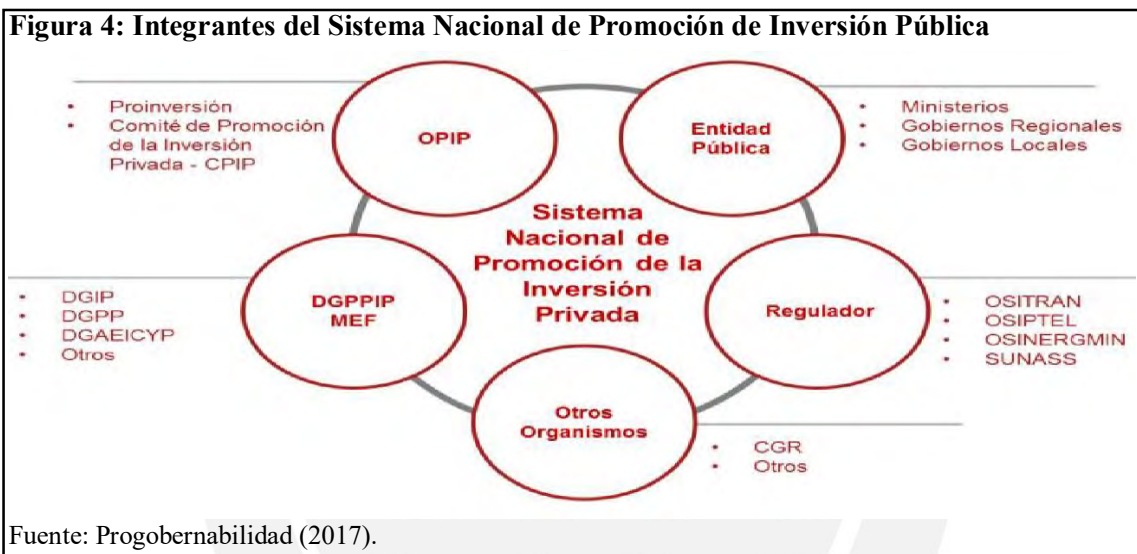 Figura 4: Integrantes del Sistema Nacional de Promoción de Inversión Pública
• Proinversión
• Comité de Promoción
de la Inversión
Privada - CPIP
OPIP
Entidad
Pública
• Ministerios
• Gobiernos Regionales
• Gobiernos Locales
Sistema
Nacional de
Promoción de la
Inversión
Privada
• DGIP
• DGPP
• DGAEICYP
• Otros
DGPPIP
MEF
Regulador
• OSITRAN
• OSIPTEL
• OSINERGMIN
• SUNASS
Otros
Organismos
• CGR
• Otros
Fuente: Progobernabilidad (2017).